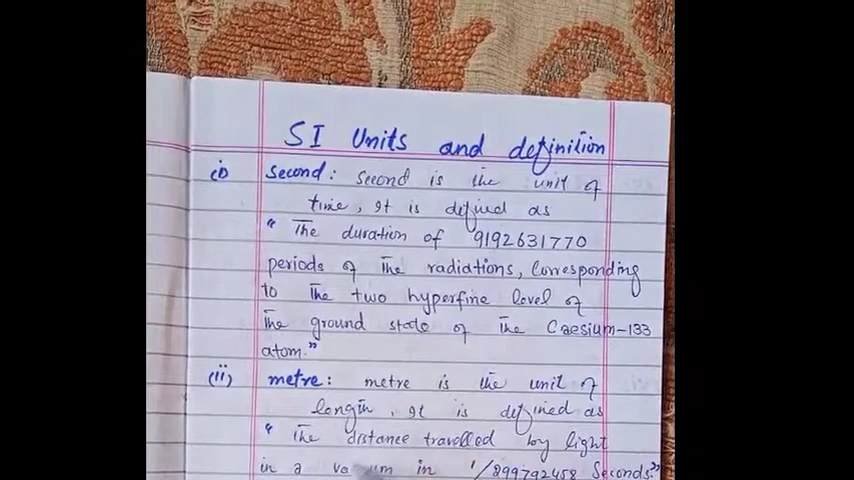 SI Units and definition
(i) second: second is the unit of
time, It is defined as
" The duration of 9192631770
periods of The radiations, Corresponding
to The two hyperfine level of
The ground state of The Caesium-133
atom."
(ii) metre: metre is the unit of
length, It is defined as
" The distance travelled by light
in a in 1/299792458 Seconds."